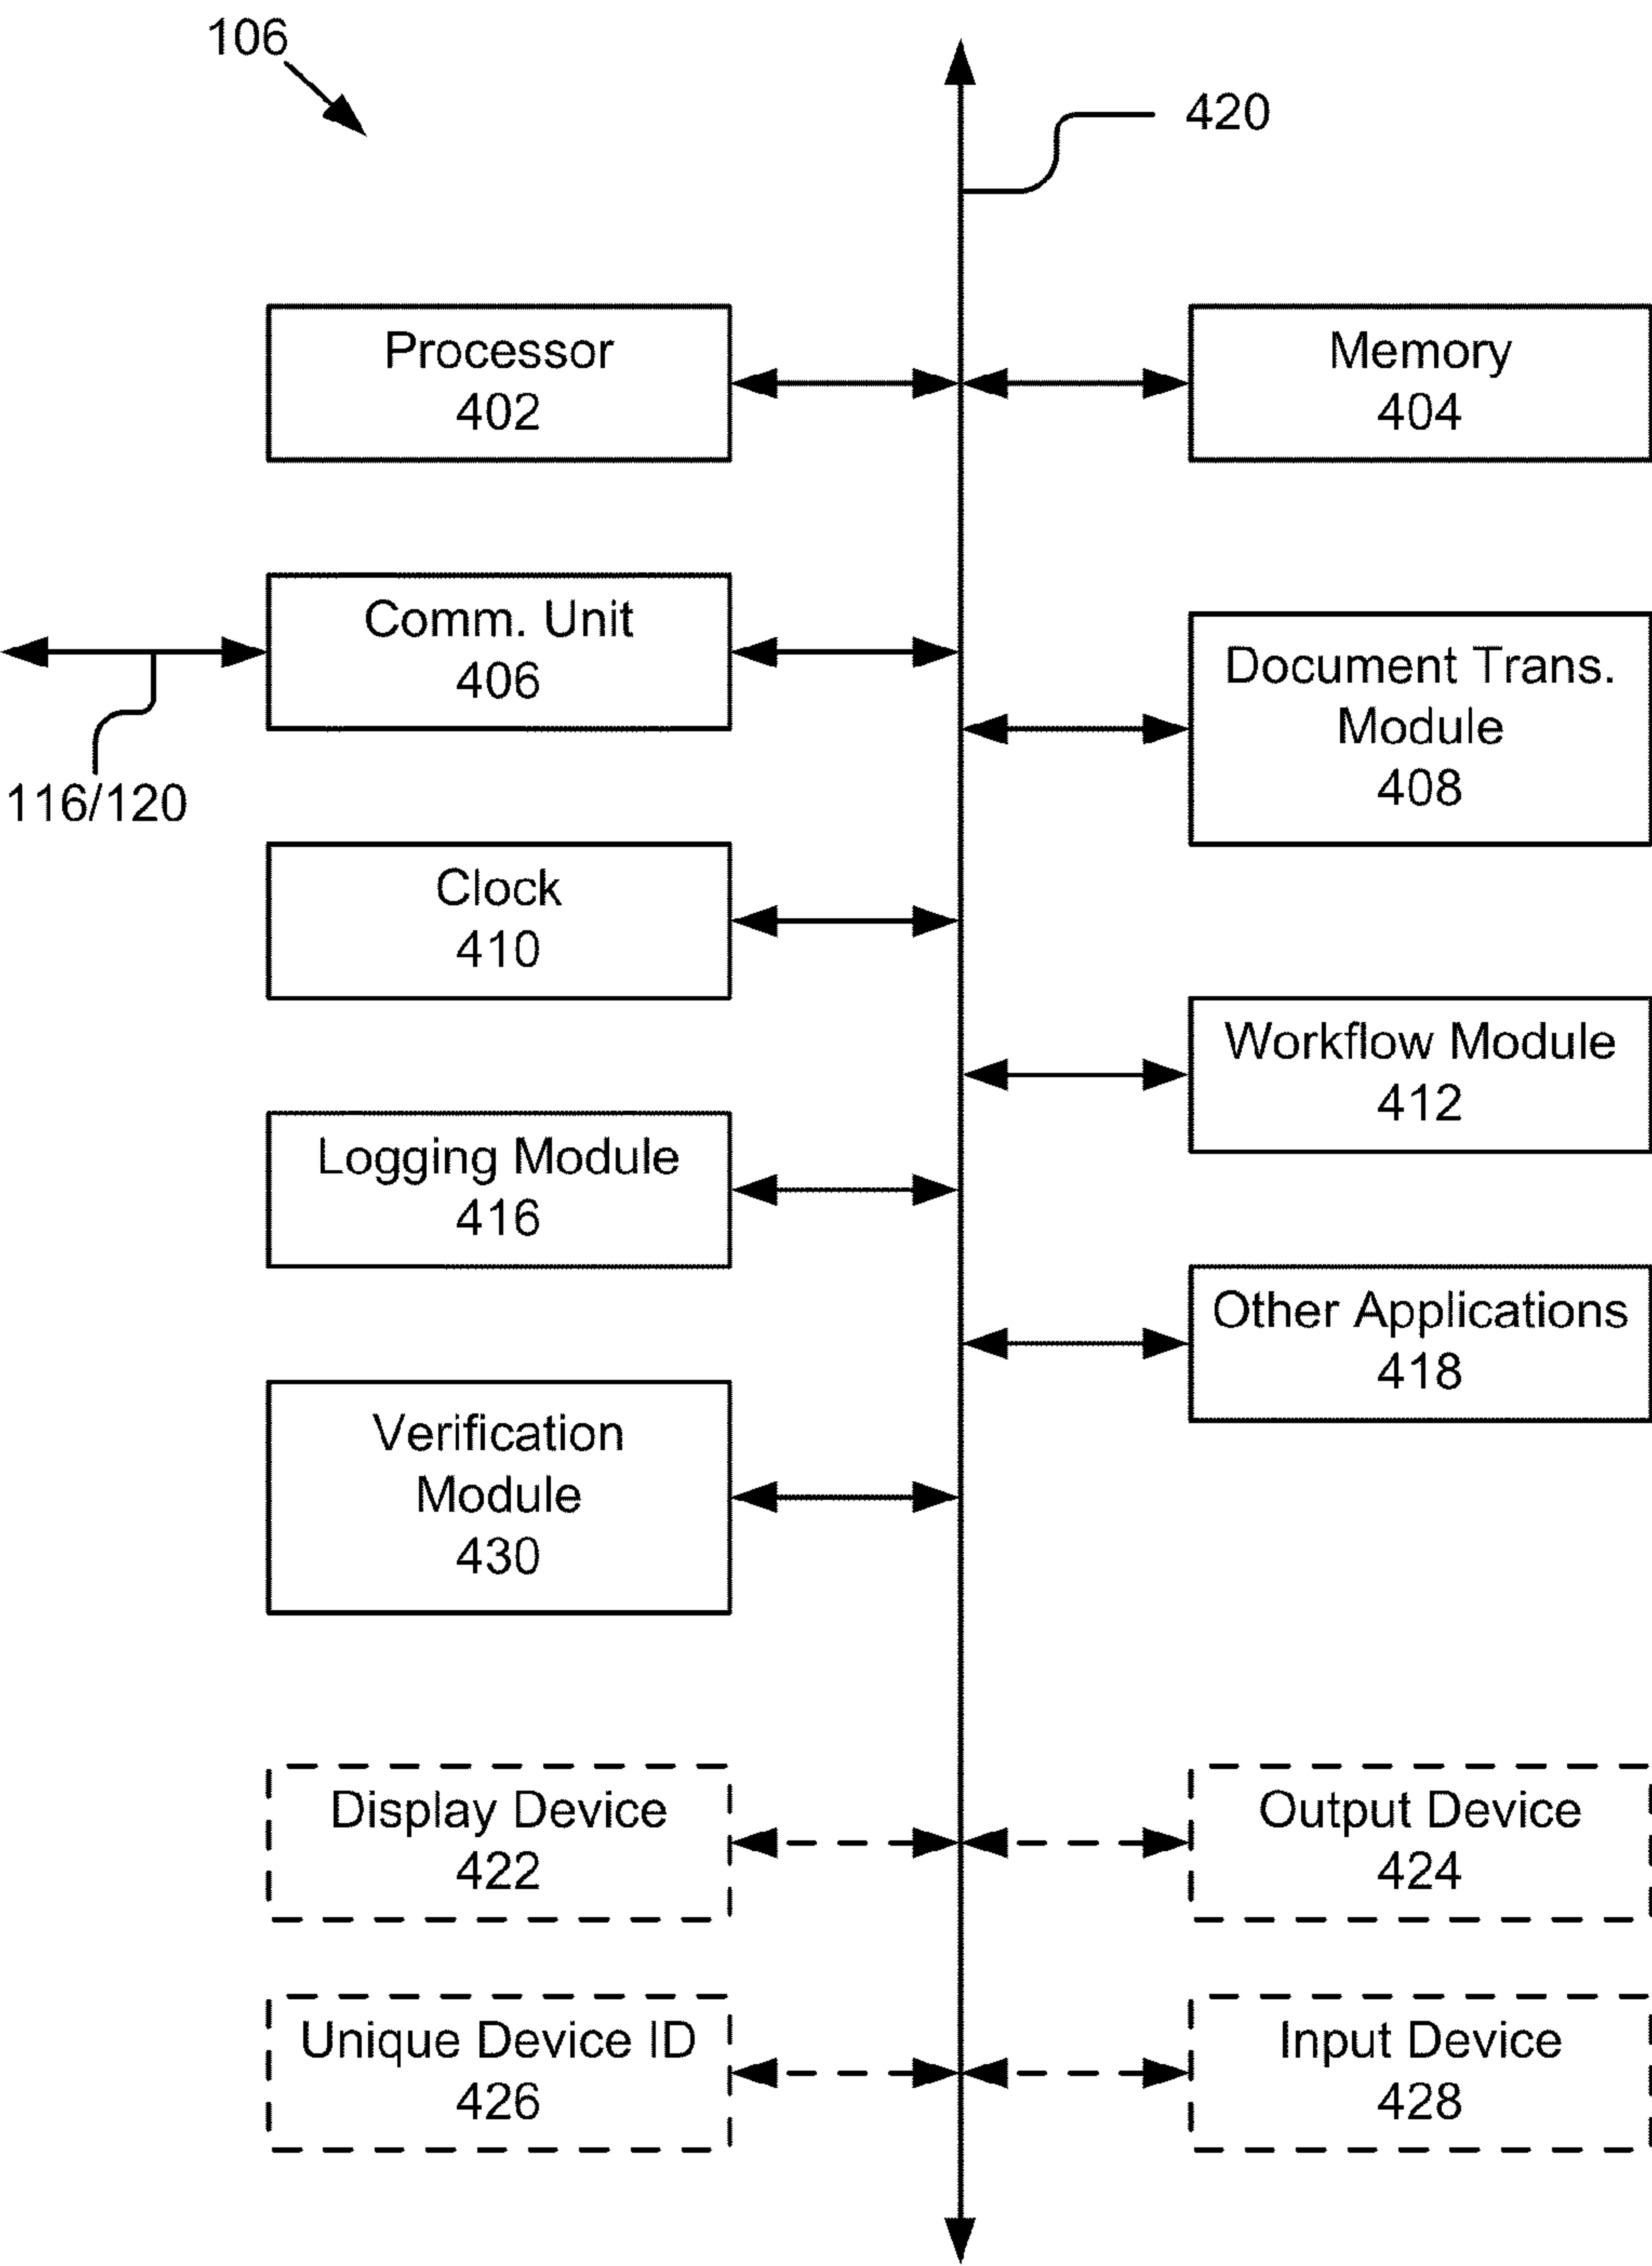 106
420
Processor
402
Memory
404
Comm. Unit
406
Document Trans.
Module
408
116/120
Clock
410
Workflow Module
412
Logging Module
416
Other Applications
418
Verification
Module
430
Display Device
422
Output Device
424
Unique Device ID
426
Input Device
428